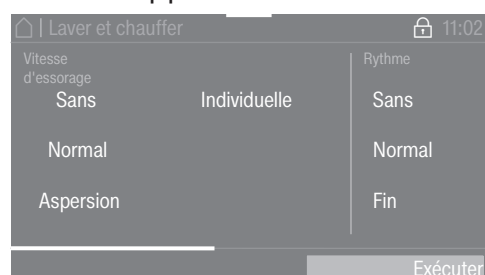 Laver et chauffer 11:02
Vitesse
d'essorage
Sans Individuelle
Normal
Aspersion
Rythme
Sans
Normal
Fin
Exécuter